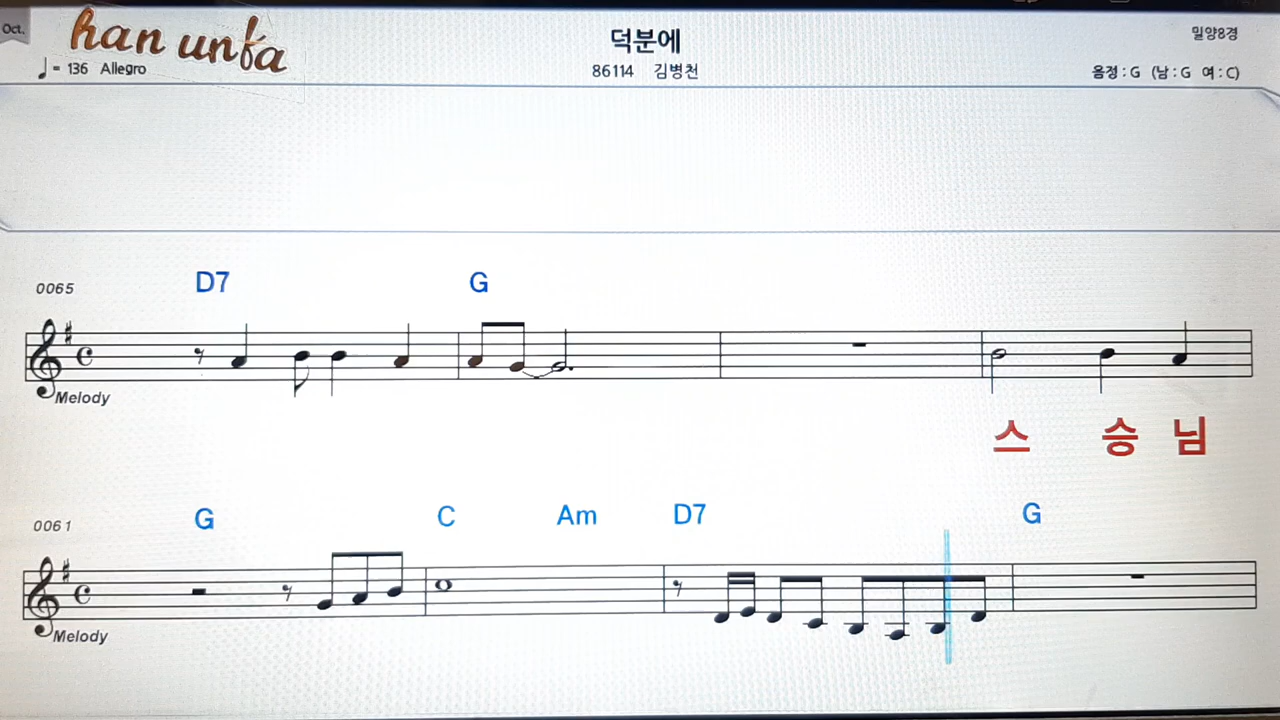 Oct.
han unfa
덕분에
밀양8경
♩= 136 Allegro
86114 김병천
음정 : G (남 : G 여 : C)
0065
D7 G
Melody
스 승 님
0061
G C Am D7 G
Melody